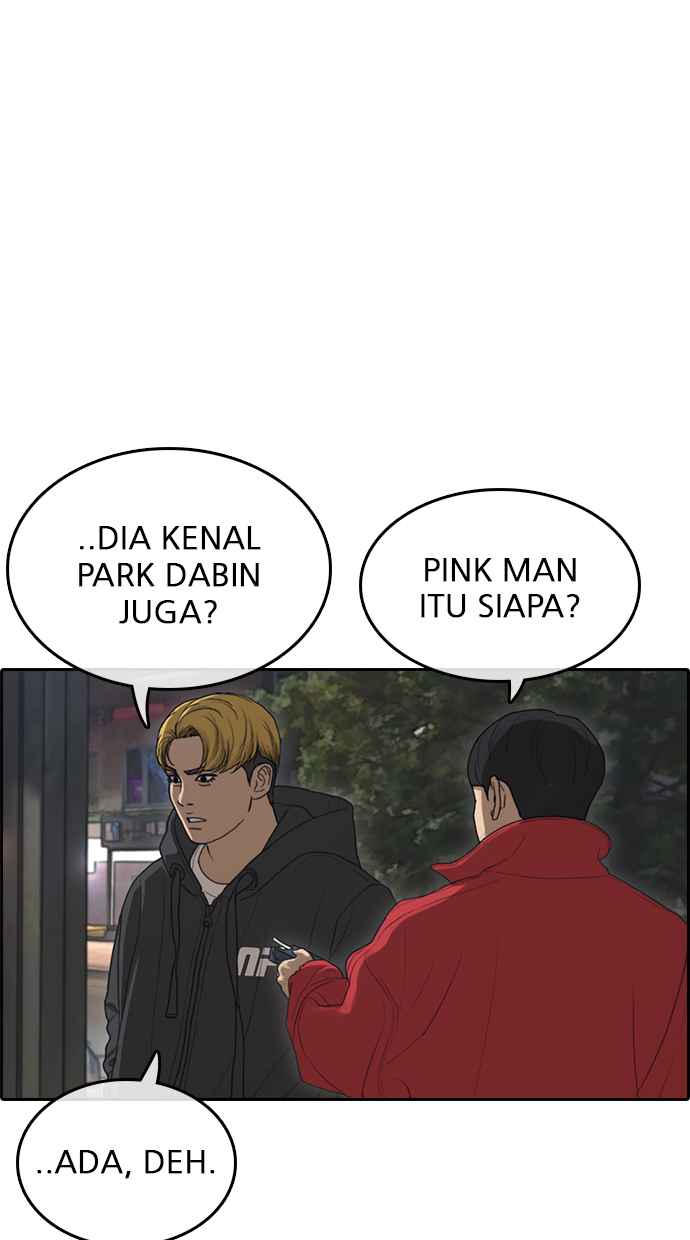 ..DIA KENAL
PARK DABIN
JUGA?
PINK MAN
ITU SIAPA?
..ADA, DEH.